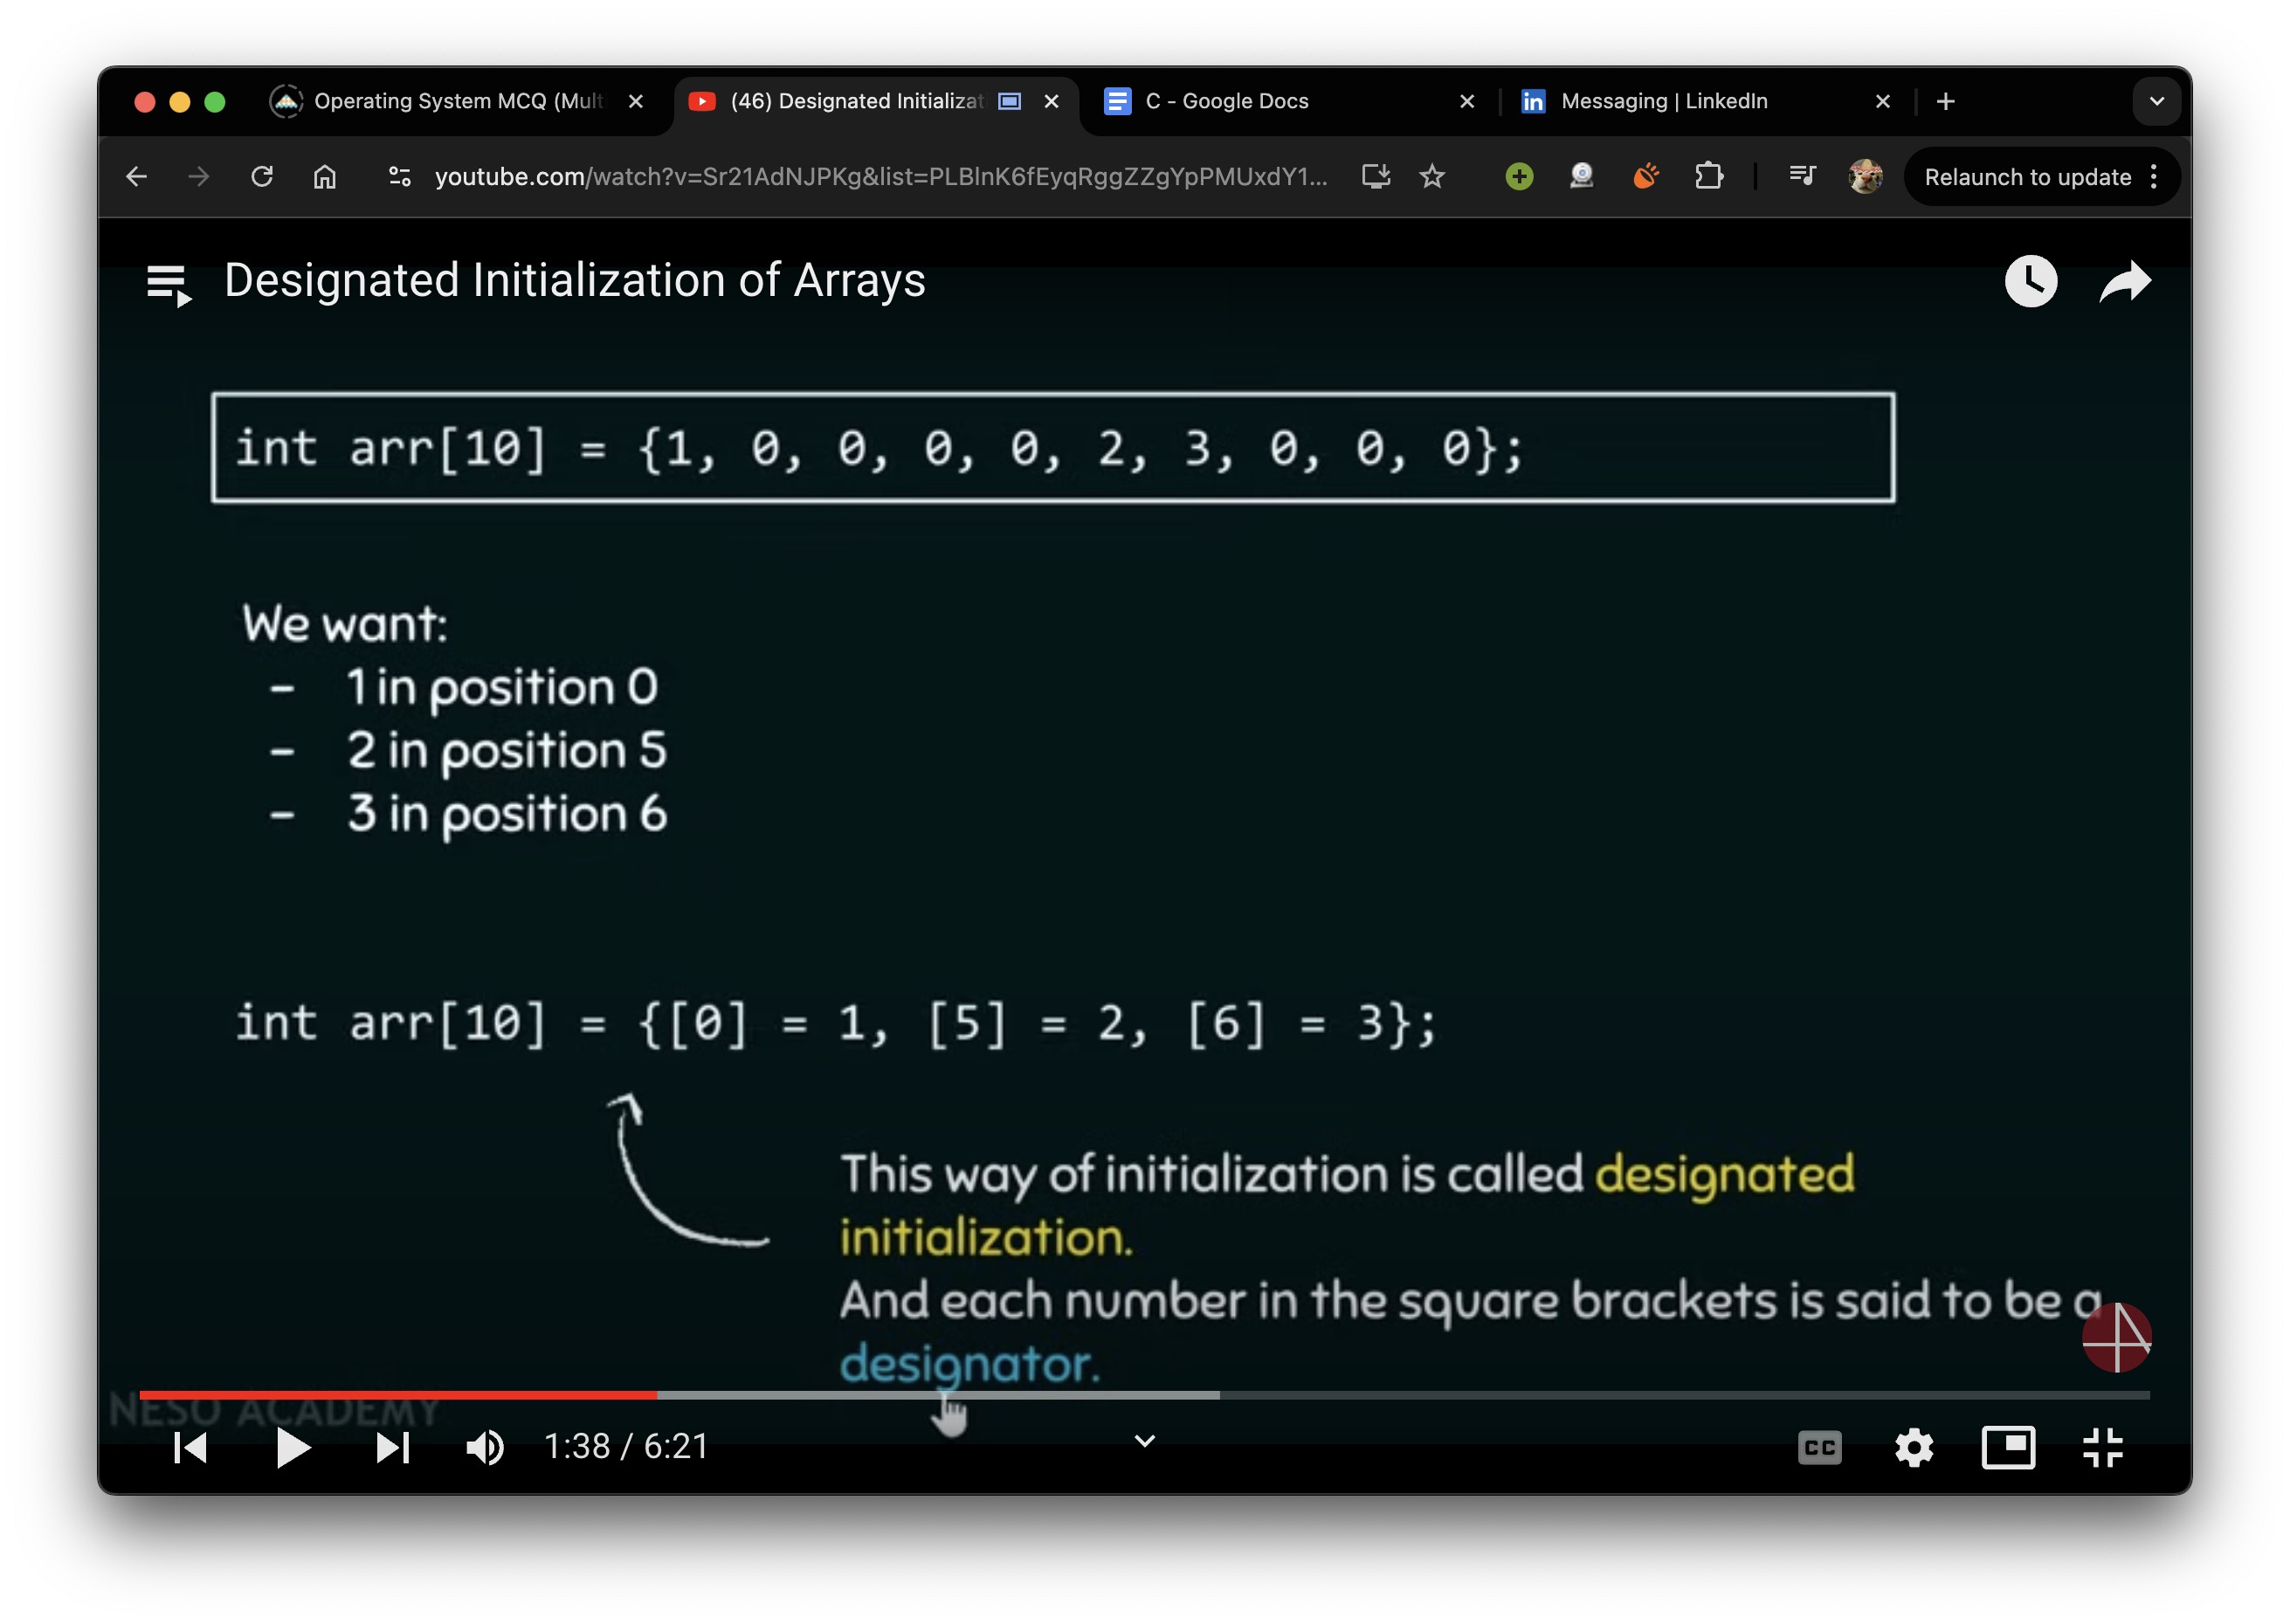 Operating System MCQ (Mult
(46) Designated Initializat
C - Google Docs
Messaging | LinkedIn
youtube.com/watch?v=Sr21AdNJPKg&list=PLBlnK6fEyqRggZZgYpPMUxdY1...
Relaunch to update
Designated Initialization of Arrays
int arr[10] = {1, 0, 0, 0, 0, 2, 3, 0, 0, 0};
We want:
- 1 in position 0
- 2 in position 5
- 3 in position 6
int arr[10] = {[0] = 1, [5] = 2, [6] = 3};
This way of initialization is called designated
initialization.
And each number in the square brackets is said to be a
designator.
NESO ACADEMY
1:38 / 6:21
CC